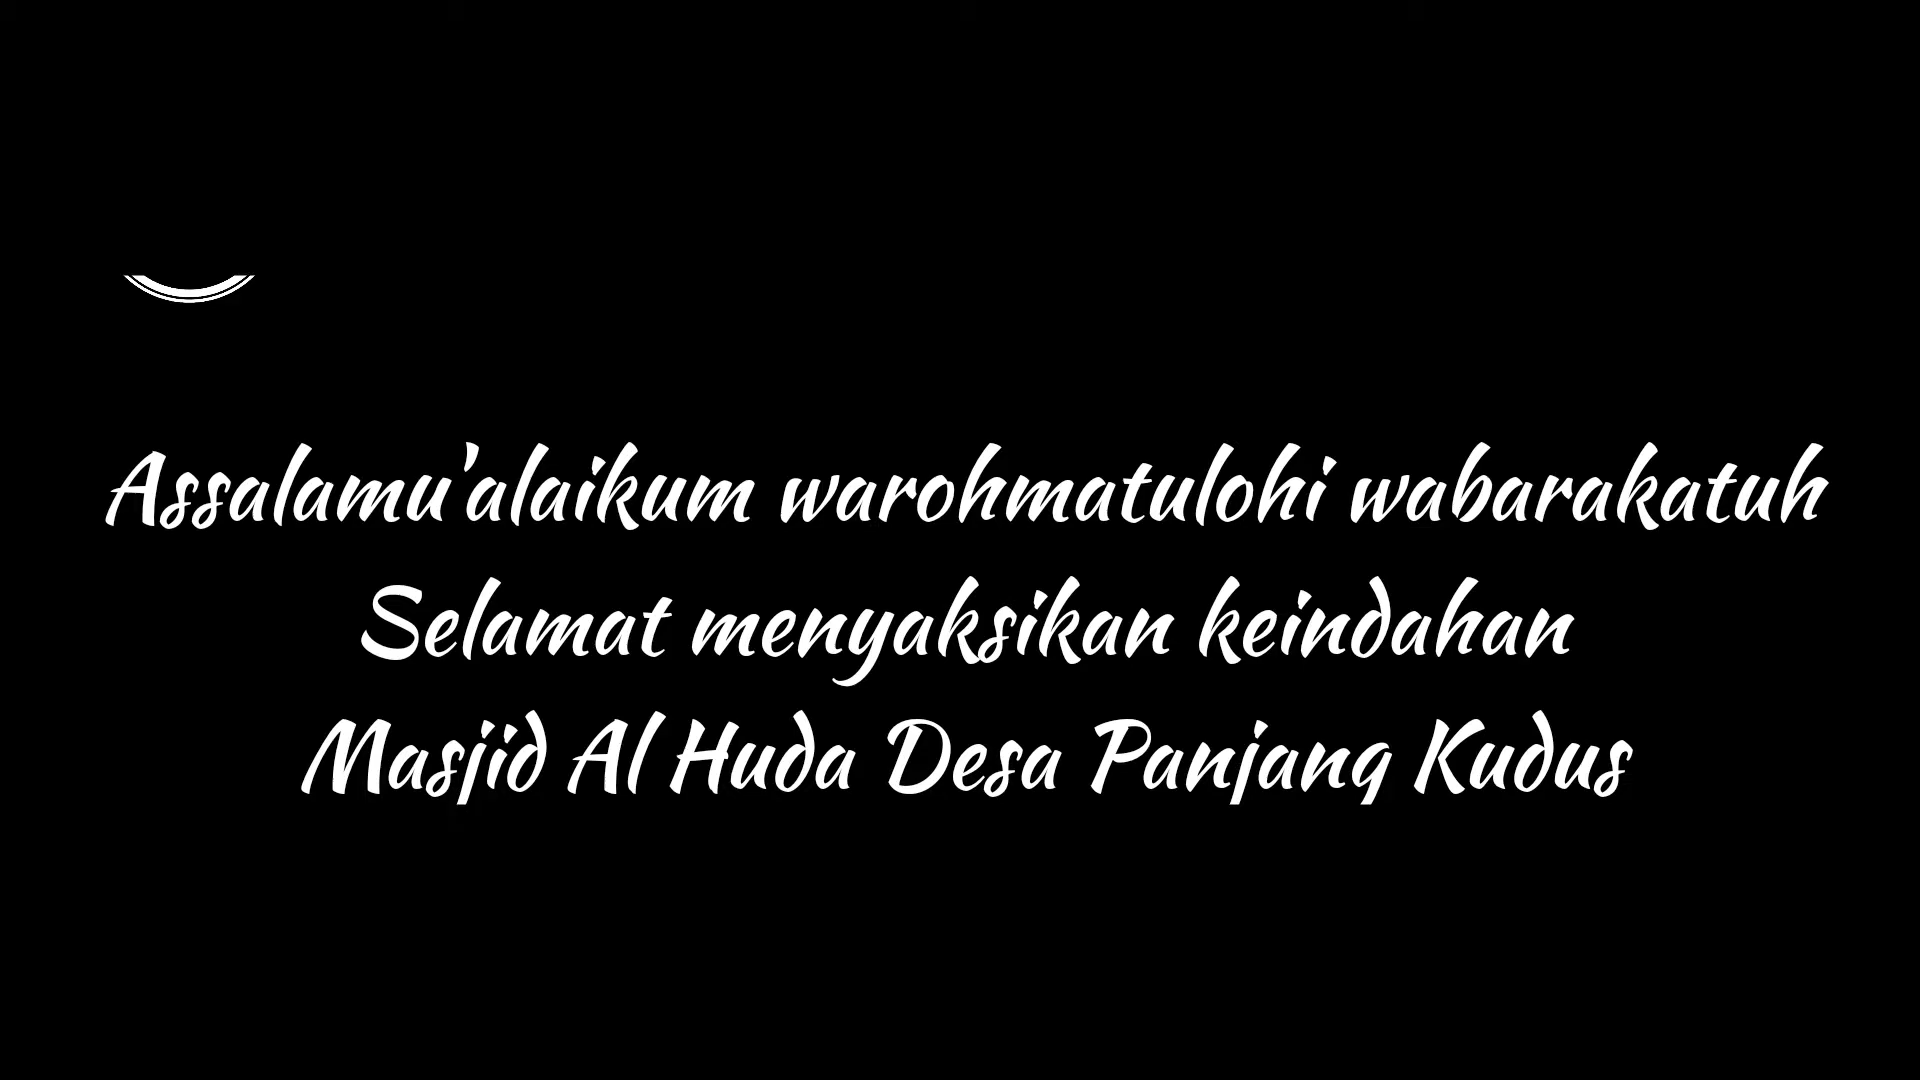 Assalamu'alaikum warohmatulohi wabarakatuh
Selamat menyaksikan keindahan
Masjid Al Huda Desa Panjang Kudus